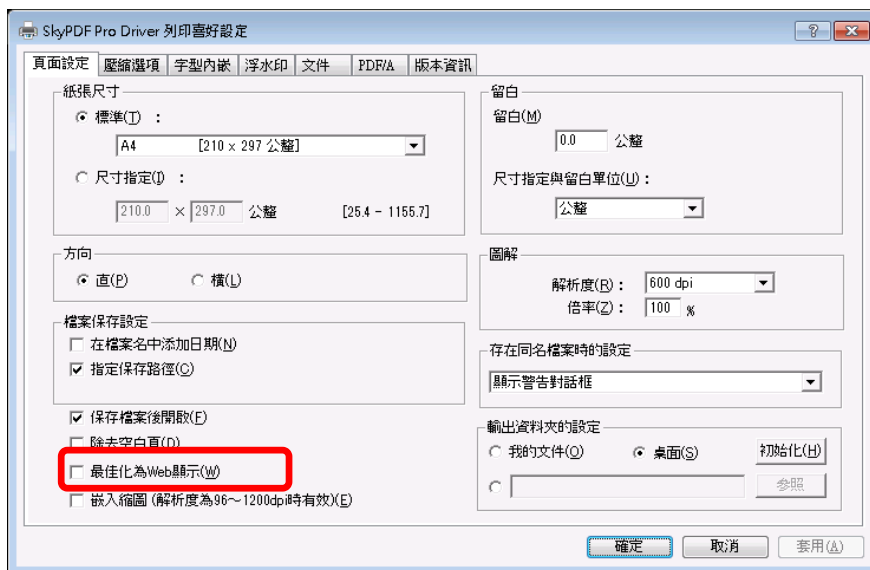 SkyPDF Pro Driver 列印喜好設定
頁面設定 壓縮選項 字型內嵌 浮水印 文件 PDF/A 版本資訊
紙張尺寸
標準(T) :
A4 [210 x 297 公釐]
尺寸指定(I) :
210.0 × 297.0 公釐 [25.4 - 1155.7]
方向
直(P) 橫(L)
檔案保存設定
在檔案名中添加日期(N)
指定保存路徑(C)
保存檔案後開啟(F)
除去空白頁(D)
最佳化為Web顯示(W)
嵌入縮圖 (解析度為96～1200dpi時有效)(E)
留白
留白(M)
0.0 公釐
尺寸指定與留白單位(U):
公釐
圖解
解析度(R): 600 dpi
倍率(Z): 100 %
存在同名檔案時的設定
顯示警告對話框
輸出資料夾的設定
我的文件(O) 桌面(S) 初始化(H)
參照
確定 取消 套用(A)